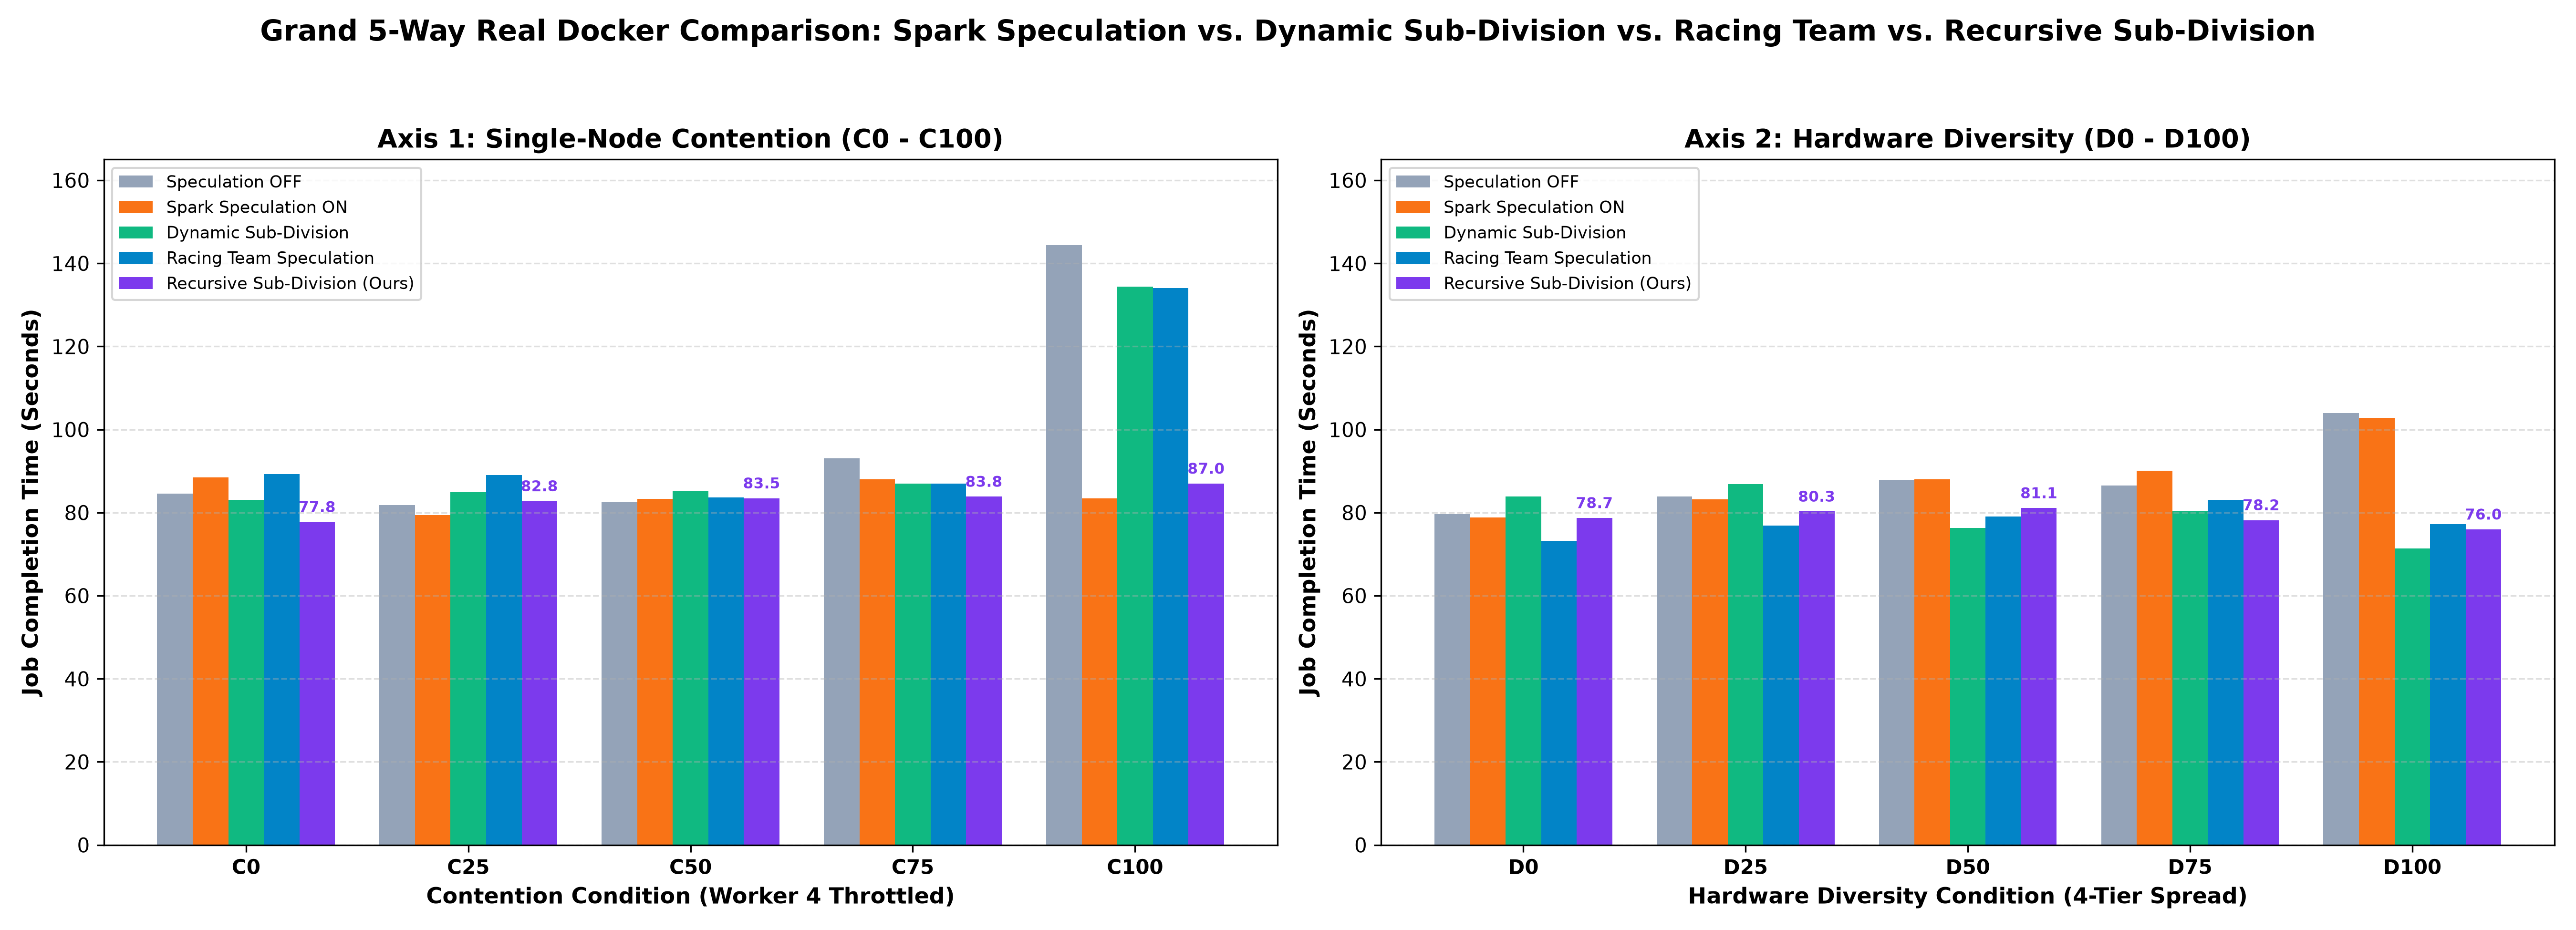 Grand 5-Way Real Docker Comparison: Spark Speculation vs. Dynamic Sub-Division vs. Racing Team vs. Recursive Sub-Division
Axis 1: Single-Node Contention (C0 - C100)
Job Completion Time (Seconds)
160
140
120
100
80
60
40
20
0
Speculation OFF
Spark Speculation ON
Dynamic Sub-Division
Racing Team Speculation
Recursive Sub-Division (Ours)
77.8
82.8
83.5
83.8
87.0
C0
C25
C50
C75
C100
Contention Condition (Worker 4 Throttled)
Axis 2: Hardware Diversity (D0 - D100)
Job Completion Time (Seconds)
160
140
120
100
80
60
40
20
0
Speculation OFF
Spark Speculation ON
Dynamic Sub-Division
Racing Team Speculation
Recursive Sub-Division (Ours)
78.7
80.3
81.1
78.2
76.0
D0
D25
D50
D75
D100
Hardware Diversity Condition (4-Tier Spread)